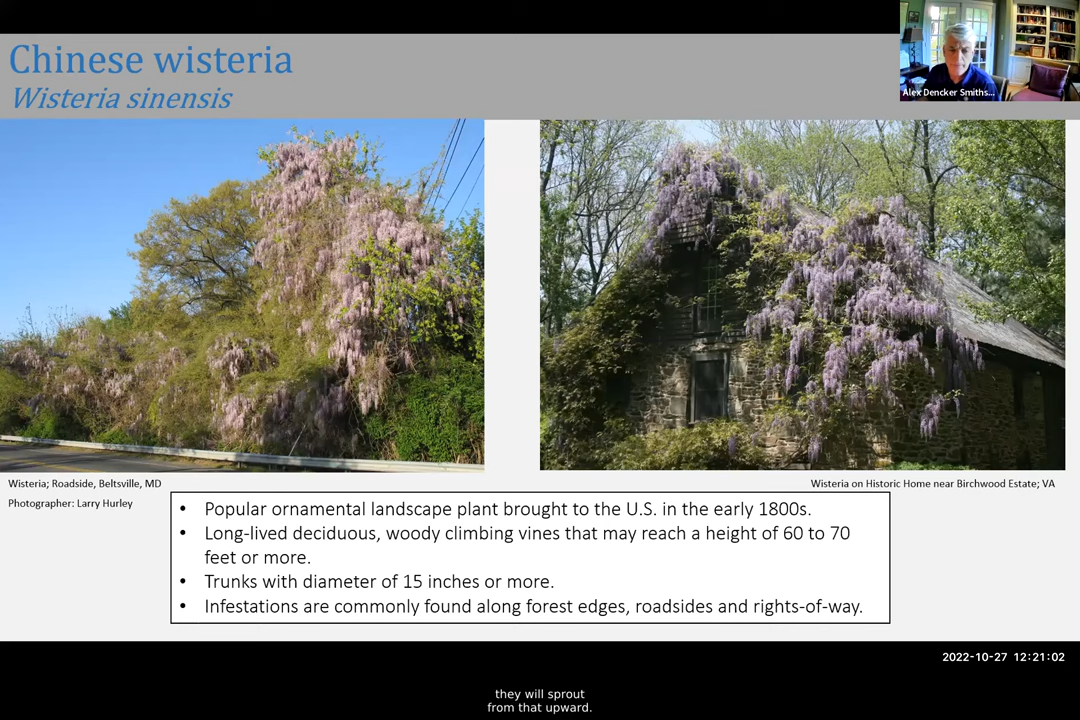 Chinese wisteria
Wisteria sinensis
Alex Dencker Smiths...
Wisteria; Roadside, Beltsville, MD
Photographer: Larry Hurley
Wisteria on Historic Home near Birchwood Estate; VA
• Popular ornamental landscape plant brought to the U.S. in the early 1800s.
• Long-lived deciduous, woody climbing vines that may reach a height of 60 to 70
feet or more.
• Trunks with diameter of 15 inches or more.
• Infestations are commonly found along forest edges, roadsides and rights-of-way.
2022-10-27 12:21:02
they will sprout
from that upward.